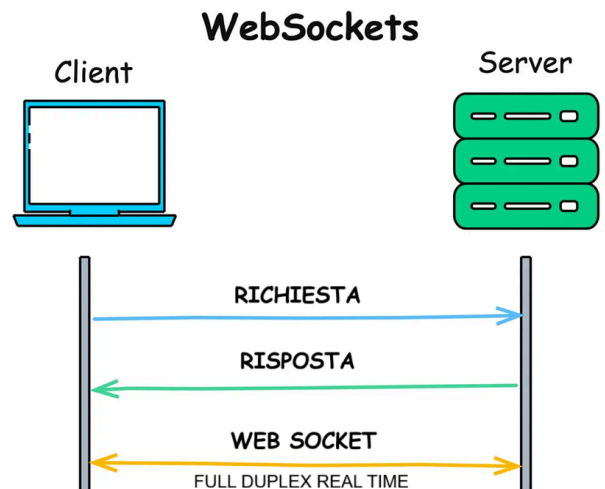 WebSockets
Client
Server
RICHIESTA
RISPOSTA
WEB SOCKET
FULL DUPLEX REAL TIME